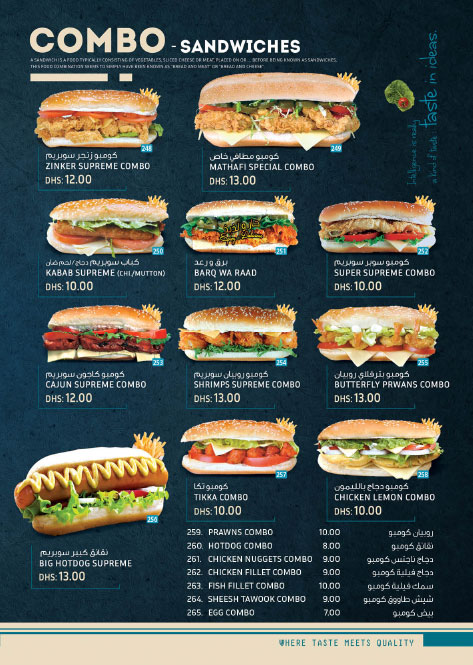 COMBO - SANDWICHES
A SANDWICH IS A FOOD TYPICALLY CONSISTING OF VEGETABLES, SLICED CHEESE OR MEAT, PLACED ON OR ... BEFORE BEING KNOWN AS SANDWICHES,
THIS FOOD COMBINATION SEEMS TO SIMPLY HAVE BEEN KNOWN AS "BREAD AND MEAT" OR "BREAD AND CHEESE"
taste in ideas.
248
كومبو زنجر سوبريم
ZINKER SUPREME COMBO
DHS: 12.00
249
كومبو مطافي خاص
MATHAFI SPECIAL COMBO
DHS: 13.00
250
كباب سوبريم دجاج/لحم ضان
KABAB SUPREME (CHI./MUTTON)
DHS: 10.00
251
برق و رعد
BARQ WA RAAD
DHS: 12.00
252
كومبو سوبر سوبريم
SUPER SUPREME COMBO
DHS: 10.00
253
كومبو كاجون سوبريم
CAJUN SUPREME COMBO
DHS: 12.00
254
كومبو روبيان سوبريم
SHRIMPS SUPREME COMBO
DHS: 13.00
255
كومبو بترفلاي روبيان
BUTTERFLY PRWANS COMBO
DHS: 13.00
256
نقانق كبير سوبريم
BIG HOTDOG SUPREME
DHS: 13.00
257
كومبو تكا
TIKKA COMBO
DHS: 10.00
258
كومبو دجاج بالليمون
CHICKEN LEMON COMBO
DHS: 10.00
259. PRAWNS COMBO 10.00 روبيان كومبو
260. HOTDOG COMBO 8.00 نقانق كومبو
261. CHICKEN NUGGETS COMBO 9.00 دجاج ناجتس كومبو
262. CHICKEN FILLET COMBO 9.00 دجاج فيلية كومبو
263. FISH FILLET COMBO 10.00 سمك فيلية كومبو
264. SHEESH TAWOOK COMBO 9.00 شيش طاووق كومبو
265. EGG COMBO 7.00 بيض كومبو
WHERE TASTE MEETS QUALITY